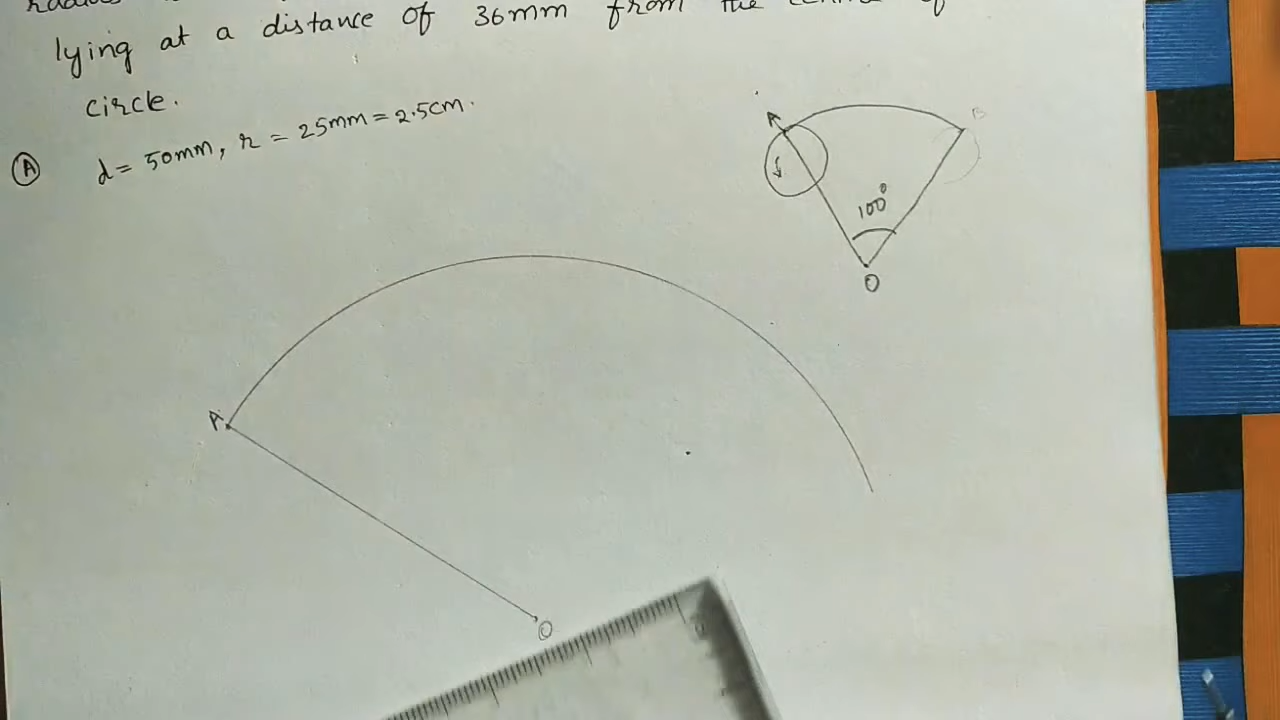 lying at a distance of 36mm from the
circle.
A d = 50mm, r = 25mm = 2.5cm.
A B
100°
O
A
O